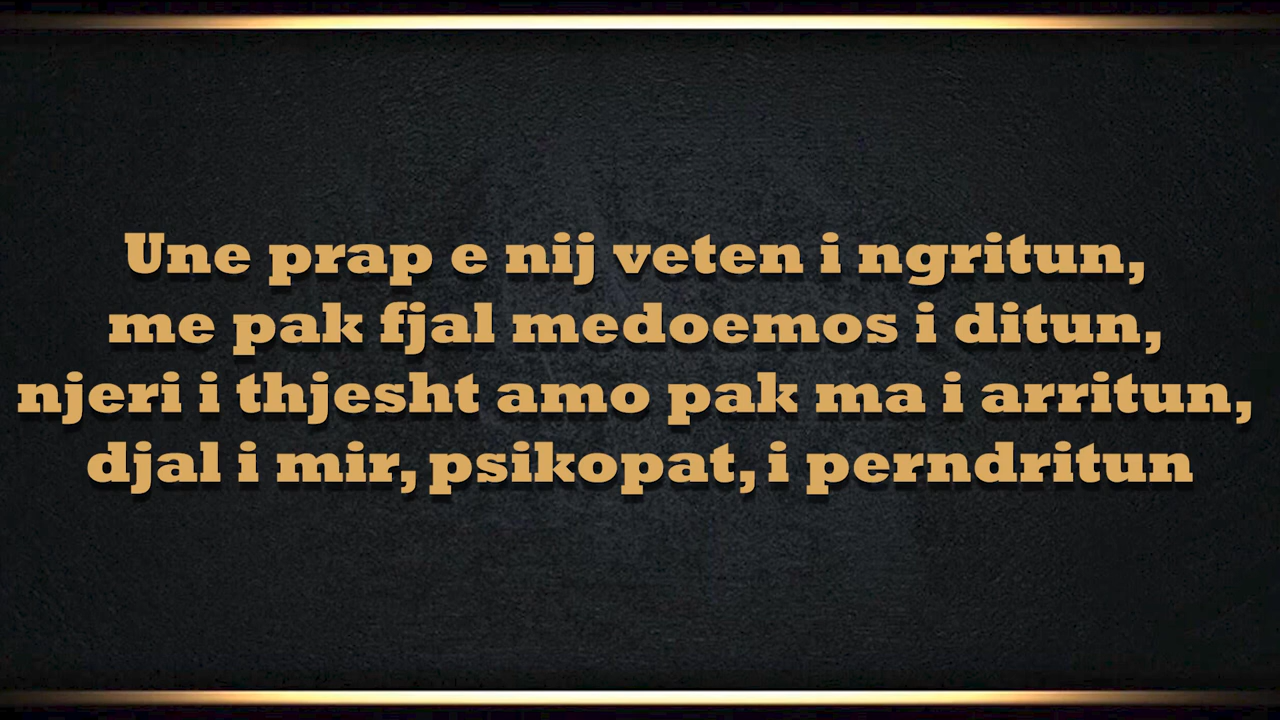 Une prap e nij veten i ngritun,
me pak fjal medoemos i ditun,
njeri i thjesht amo pak ma i arritun,
djal i mir, psikopat, i perndritun